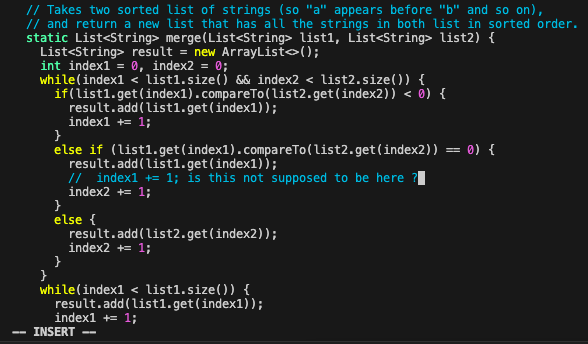 // Takes two sorted list of strings (so "a" appears before "b" and so on),
// and return a new list that has all the strings in both list in sorted order.
static List<String> merge(List<String> list1, List<String> list2) {
List<String> result = new ArrayList<>();
int index1 = 0, index2 = 0;
while(index1 < list1.size() && index2 < list2.size()) {
if(list1.get(index1).compareTo(list2.get(index2)) < 0) {
result.add(list1.get(index1));
index1 += 1;
}
else if (list1.get(index1).compareTo(list2.get(index2)) == 0) {
result.add(list1.get(index1));
//  index1 += 1; is this not supposed to be here ?
index2 += 1;
}
else {
result.add(list2.get(index2));
index2 += 1;
}
}
while(index1 < list1.size()) {
result.add(list1.get(index1));
index1 += 1;
-- INSERT --